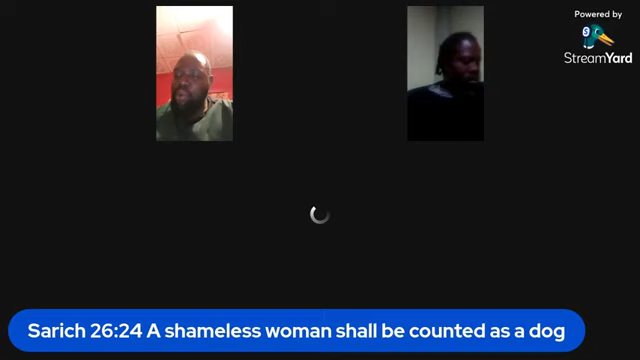 Powered by
StreamYard
Sarich 26:24 A shameless woman shall be counted as a dog